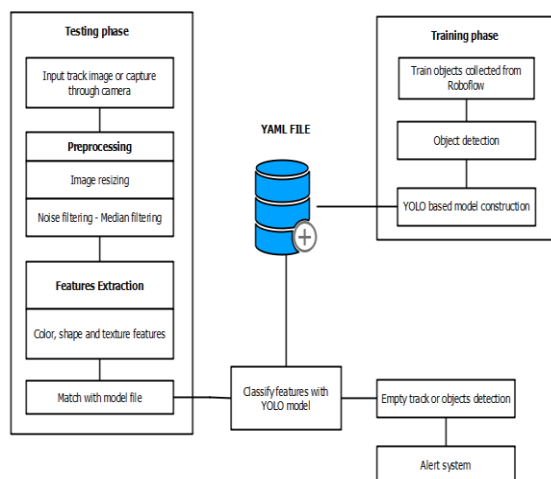 Testing phase
Input track image or capture
through camera
Preprocessing
Image resizing
Noise filtering - Median filtering
Features Extraction
Color, shape and texture features
Match with model file
YAML FILE
Classify features with
YOLO model
Training phase
Train objects collected from
Roboflow
Object detection
YOLO based model construction
Empty track or objects detection
Alert system